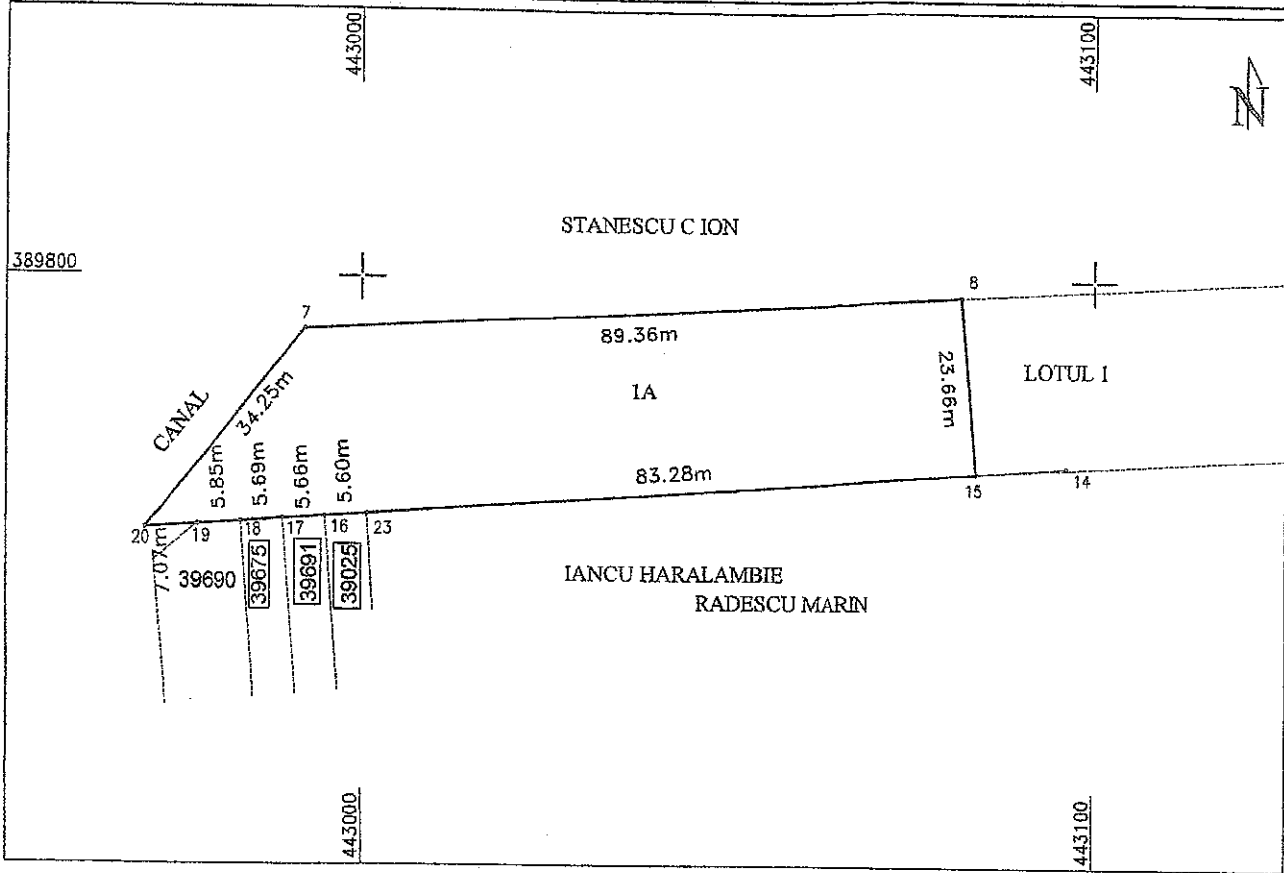 443000
443100
N
STANESCU C ION
389800
7
8
89.36m
CANAL
34.25m
1A
23.66m
LOTUL 1
5.85m
5.69m
5.66m
5.60m
83.28m
20
19
18
17
16
23
15
14
7.07m
39690
39675
39691
39025
IANCU HARALAMBIE
RADESCU MARIN
443000
443100